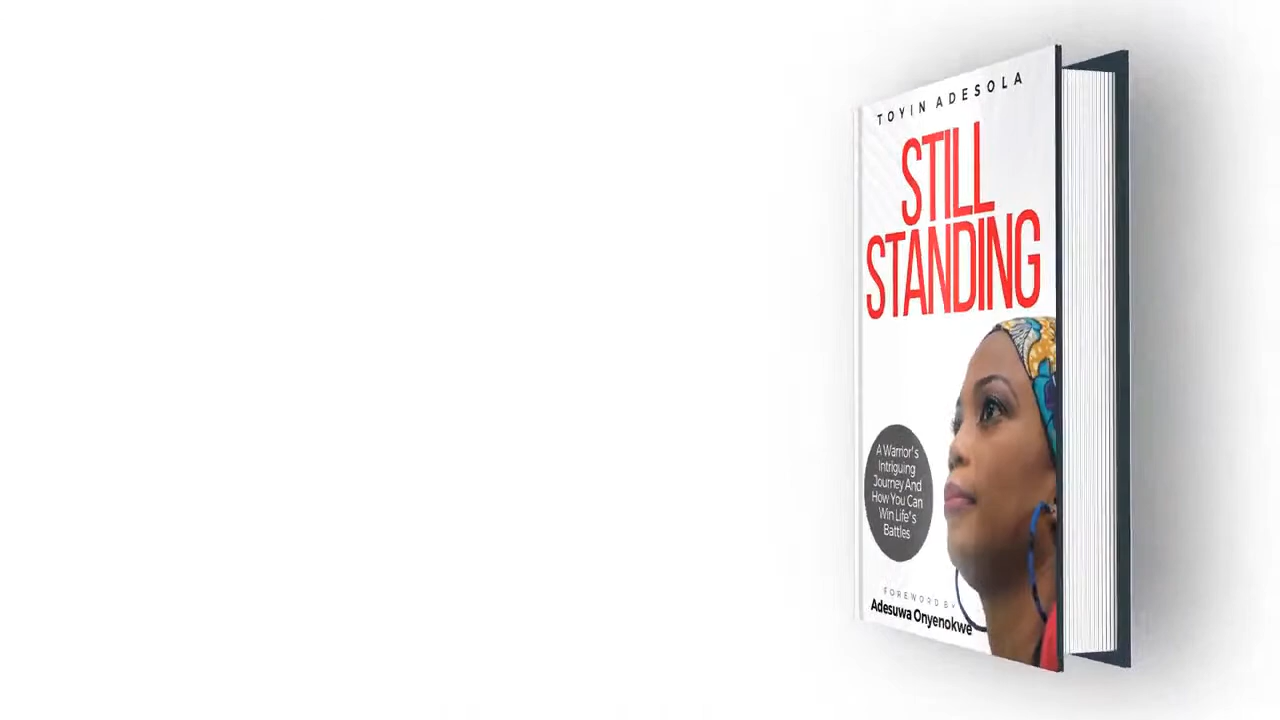 TOYIN ADESOLA
STILL
STANDING
A Warrior's
Intriguing
Journey And
How You Can
Win Life's
Battles
FOREWORD BY
Adesuwa Onyenokwe